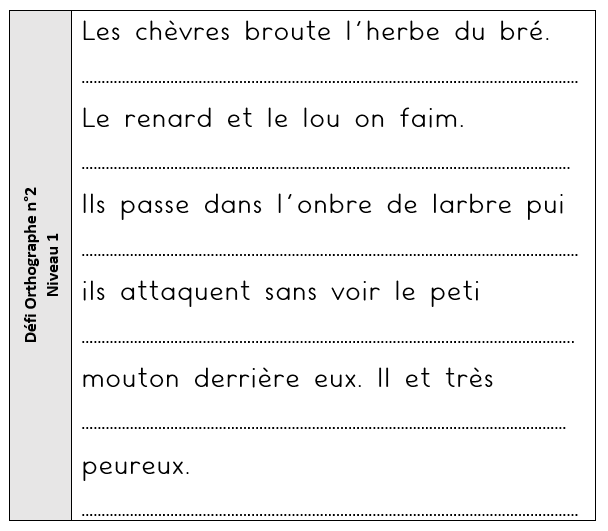 Défi Orthographe n°2
Niveau 1
Les chèvres broute l'herbe du bré.
Le renard et le lou on faim.
Ils passe dans l'onbre de larbre pui
ils attaquent sans voir le peti
mouton derrière eux. Il et très
peureux.